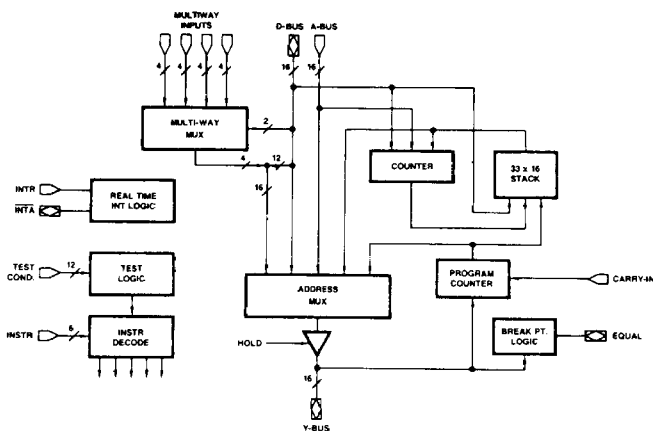 MULTIWAY
INPUTS
D-BUS A-BUS
4 4 4 4
16 16
MULTI-WAY
MUX
2
4 12
16
COUNTER
33 x 16
STACK
INTR
INTA
REAL TIME
INT LOGIC
TEST
COND.
12
TEST
LOGIC
INSTR
6
INSTR
DECODE
ADDRESS
MUX
PROGRAM
COUNTER
CARRY-IN
HOLD
BREAK PT.
LOGIC
EQUAL
16
Y-BUS